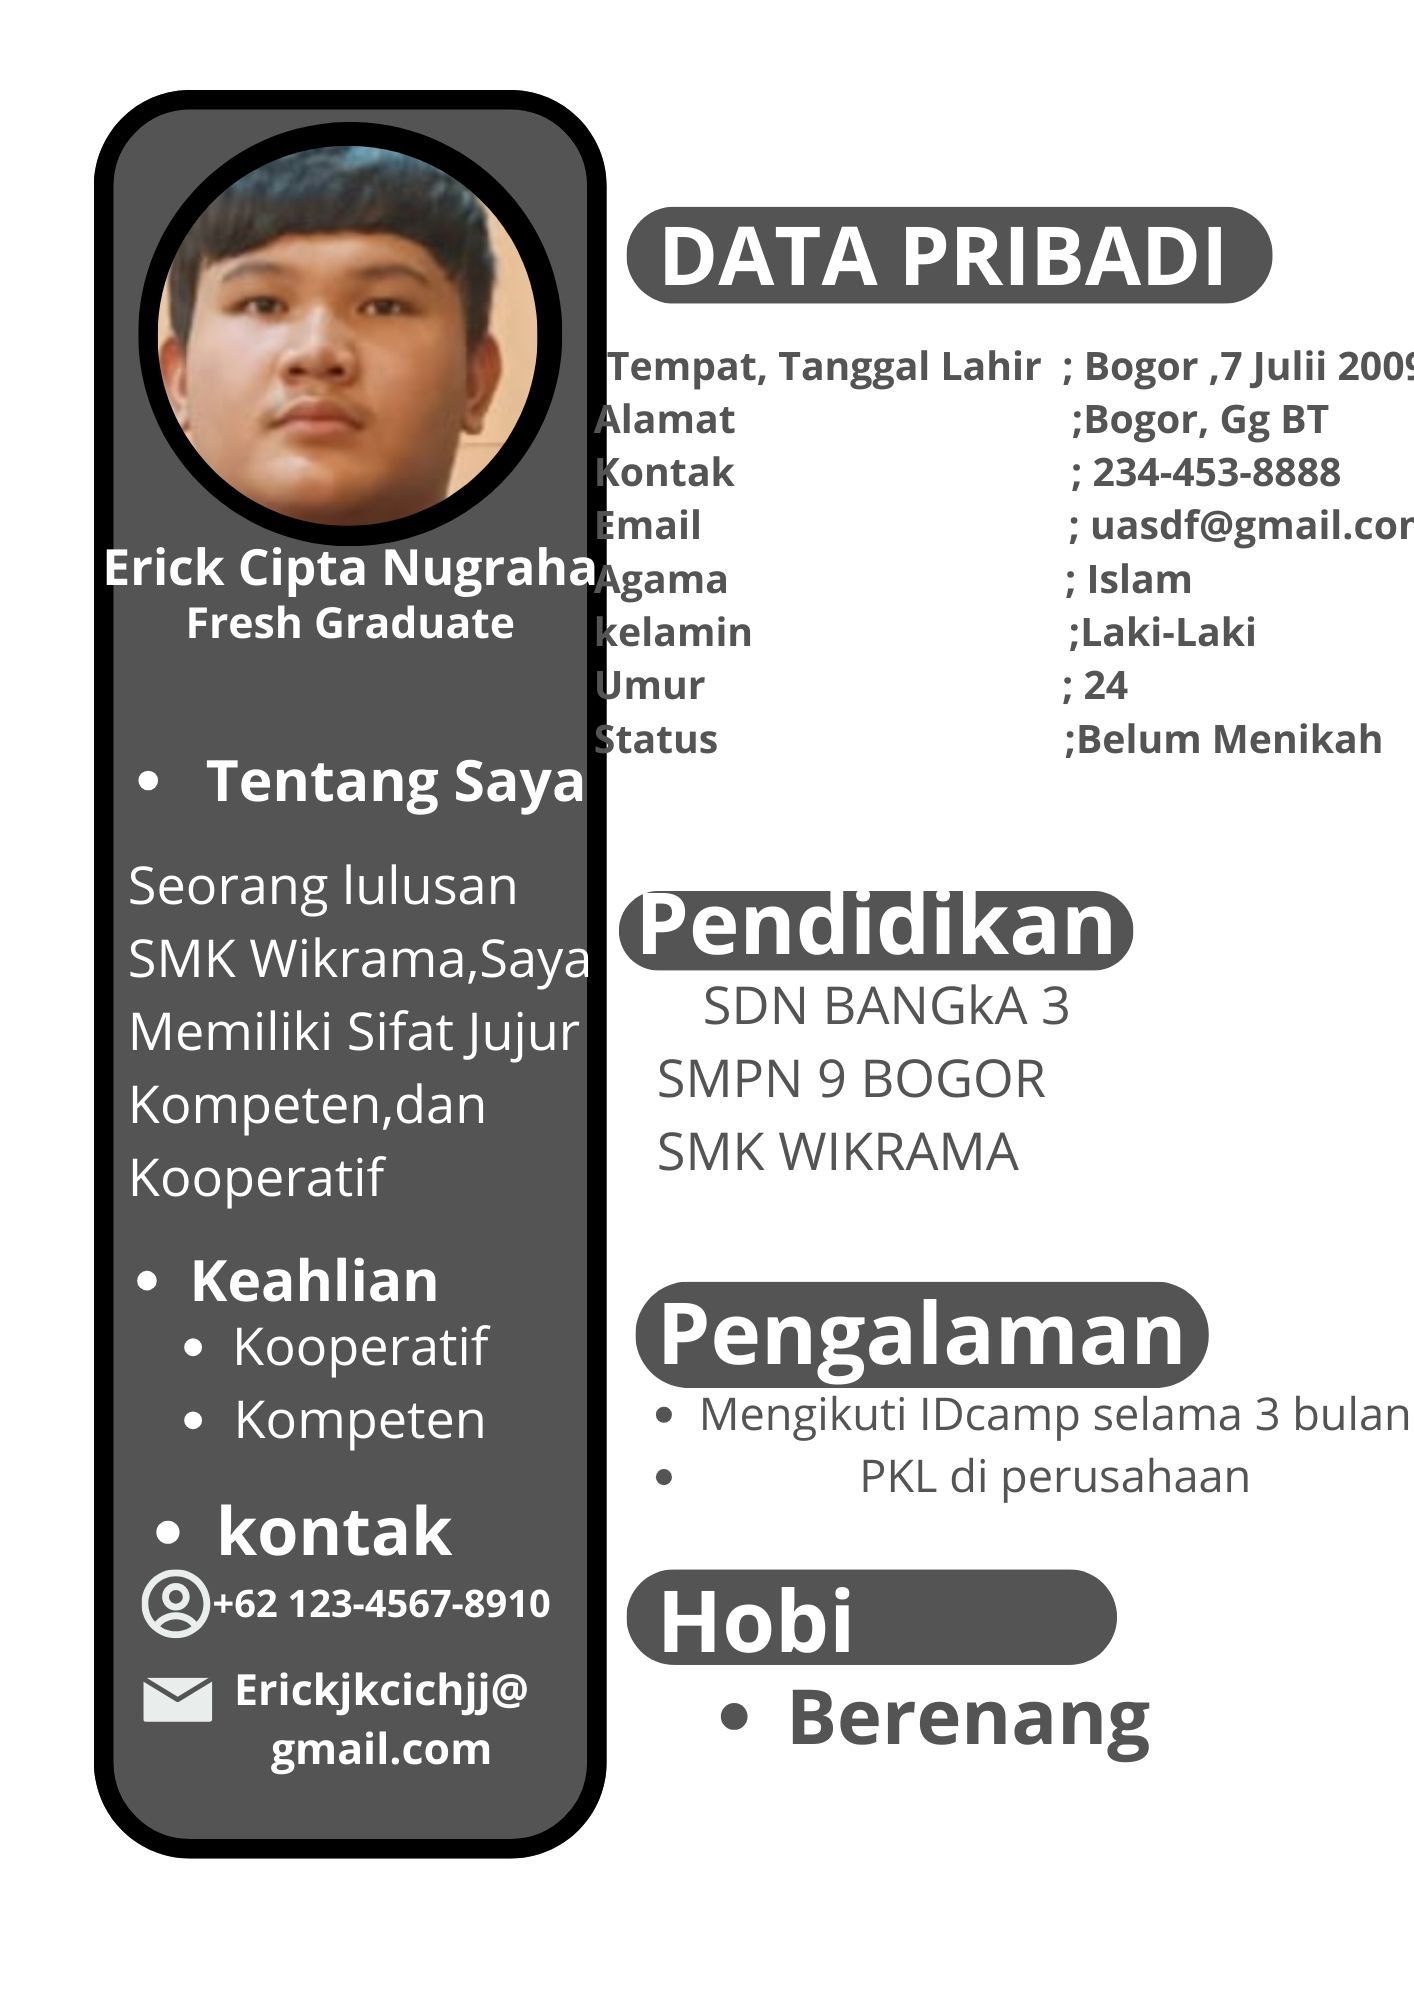 Erick Cipta Nugraha
Fresh Graduate
Tentang Saya
Seorang lulusan
SMK Wikrama,Saya
Memiliki Sifat Jujur
Kompeten,dan
Kooperatif
Keahlian
Kooperatif
Kompeten
kontak
+62 123-4567-8910
Erickjkcichjj@
gmail.com
DATA PRIBADI
Tempat, Tanggal Lahir ; Bogor ,7 Julii 2009
Alamat ;Bogor, Gg BT
Kontak ; 234-453-8888
Email ; uasdf@gmail.com
Agama ; Islam
kelamin ;Laki-Laki
Umur ; 24
Status ;Belum Menikah
Pendidikan
SDN BANGkA 3
SMPN 9 BOGOR
SMK WIKRAMA
Pengalaman
Mengikuti IDcamp selama 3 bulan
PKL di perusahaan
Hobi
Berenang